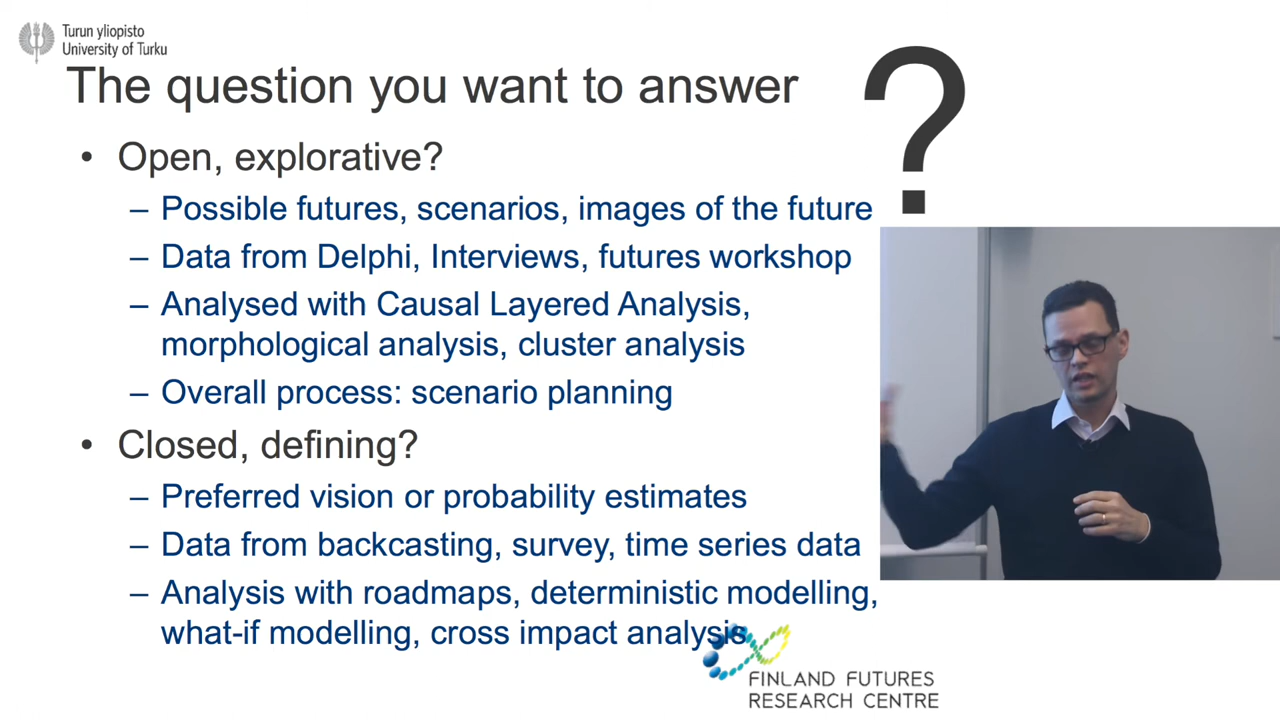 Turun yliopisto
University of Turku
The question you want to answer
?
• Open, explorative?
– Possible futures, scenarios, images of the future
– Data from Delphi, Interviews, futures workshop
– Analysed with Causal Layered Analysis,
morphological analysis, cluster analysis
– Overall process: scenario planning
• Closed, defining?
– Preferred vision or probability estimates
– Data from backcasting, survey, time series data
– Analysis with roadmaps, deterministic modelling,
what-if modelling, cross impact analysis
FINLAND FUTURES
RESEARCH CENTRE